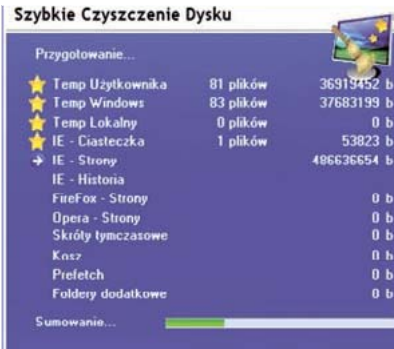 Szybkie Czyszczenie Dysku
Przygotowanie...
Temp Użytkownika 81 plików 36919452 b
Temp Windows 83 plików 37683199 b
Temp Lokalny 0 plików 0 b
IE - Ciasteczka 1 plików 53823 b
IE - Strony 486636654 b
IE - Historia
FireFox - Strony 0 b
Opera - Strony 0 b
Skróty tymczasowe 0 b
Kosz 0 b
Prefetch 0 b
Foldery dodatkowe 0 b
Sumowanie...